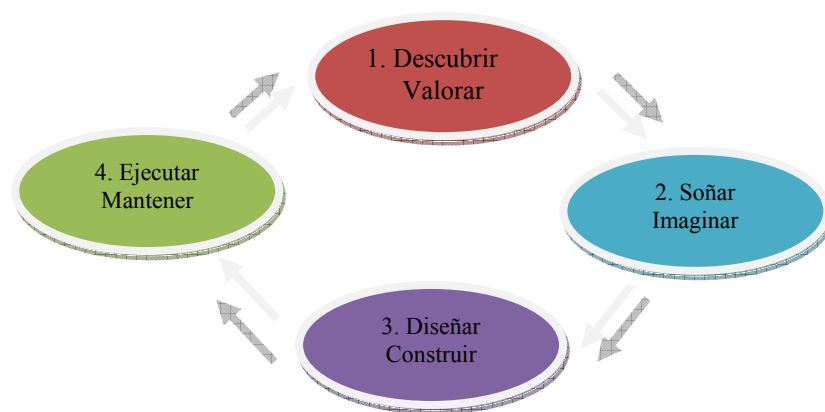 1. Descubrir
Valorar
2. Soñar
Imaginar
3. Diseñar
Construir
4. Ejecutar
Mantener